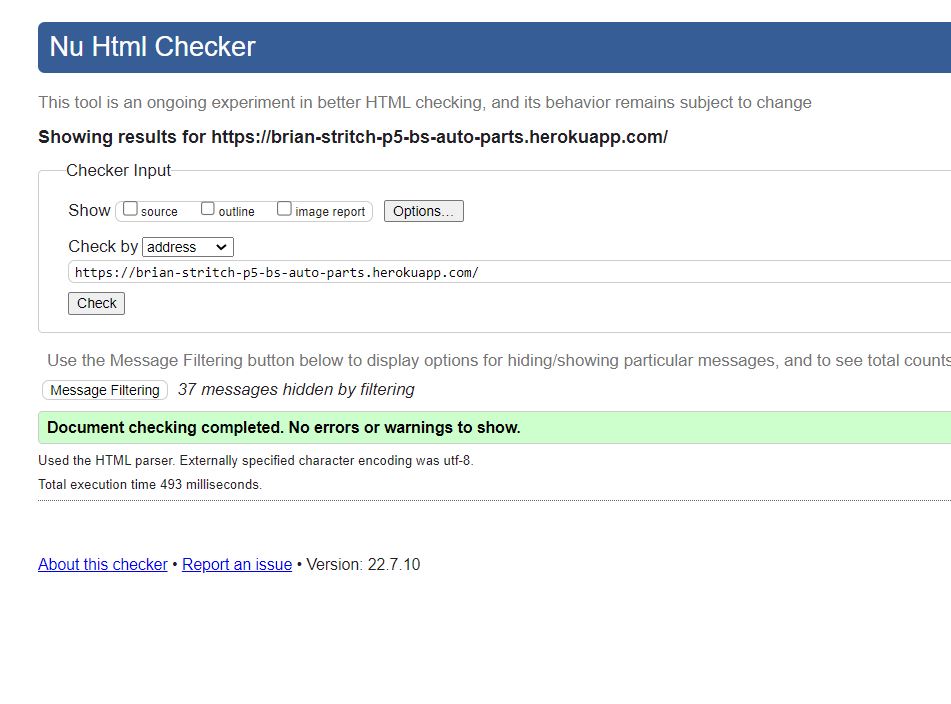 Nu Html Checker
This tool is an ongoing experiment in better HTML checking, and its behavior remains subject to change
Showing results for https://brian-stritch-p5-bs-auto-parts.herokuapp.com/
Checker Input
Show source outline image report Options...
Check by address
https://brian-stritch-p5-bs-auto-parts.herokuapp.com/
Check
Use the Message Filtering button below to display options for hiding/showing particular messages, and to see total counts
Message Filtering 37 messages hidden by filtering
Document checking completed. No errors or warnings to show.
Used the HTML parser. Externally specified character encoding was utf-8.
Total execution time 493 milliseconds.
About this checker • Report an issue • Version: 22.7.10